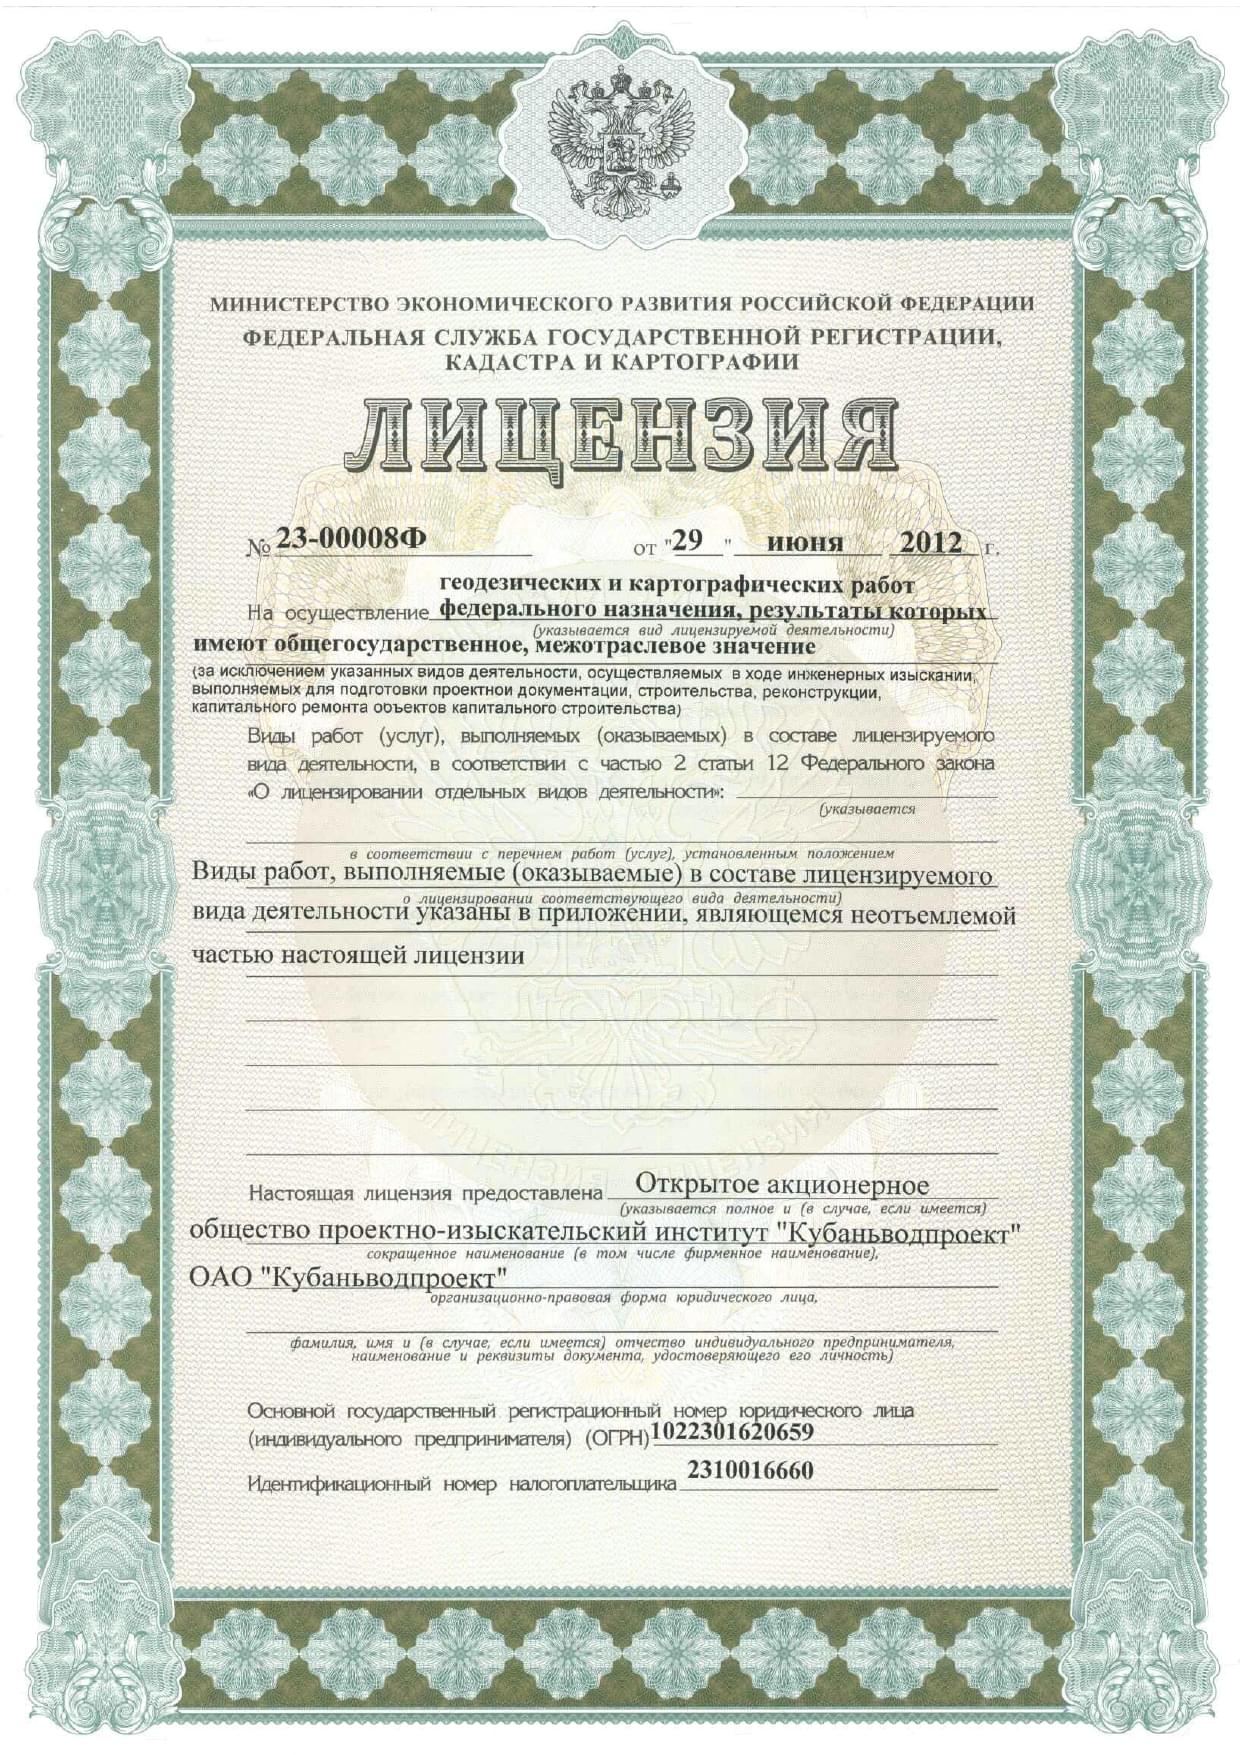 МИНИСТЕРСТВО ЭКОНОМИЧЕСКОГО РАЗВИТИЯ РОССИЙСКОЙ ФЕДЕРАЦИИ
ФЕДЕРАЛЬНАЯ СЛУЖБА ГОСУДАРСТВЕННОЙ РЕГИСТРАЦИИ,
КАДАСТРА И КАРТОГРАФИИ
ЛИЦЕНЗИЯ
№ 23-00008Ф от "29" июня 2012 г.
геодезических и картографических работ
На осуществление федерального назначения, результаты которых
(указывается вид лицензируемой деятельности)
имеют общегосударственное, межотраслевое значение
(за исключением указанных видов деятельности, осуществляемых в ходе инженерных изысканий,
выполняемых для подготовки проектной документации, строительства, реконструкции,
капитального ремонта объектов капитального строительства)
Виды работ (услуг), выполняемых (оказываемых) в составе лицензируемого
вида деятельности, в соответствии с частью 2 статьи 12 Федерального закона
«О лицензировании отдельных видов деятельности»:
(указывается
в соответствии с перечнем работ (услуг), установленным положением
Виды работ, выполняемые (оказываемые) в составе лицензируемого
о лицензировании соответствующего вида деятельности)
вида деятельности указаны в приложении, являющемся неотъемлемой
частью настоящей лицензии
ЛИЦЕНЗИЯ ЛИЦЕНЗИЯ
Настоящая лицензия предоставлена Открытое акционерное
(указывается полное и (в случае, если имеется)
общество проектно-изыскательский институт "Кубаньводпроект"
сокращенное наименование (в том числе фирменное наименование),
ОАО "Кубаньводпроект"
организационно-правовая форма юридического лица,
фамилия, имя и (в случае, если имеется) отчество индивидуального предпринимателя,
наименование и реквизиты документа, удостоверяющего его личность)
Основной государственный регистрационный номер юридического лица
(индивидуального предпринимателя) (ОГРН) 1022301620659
Идентификационный номер налогоплательщика 2310016660